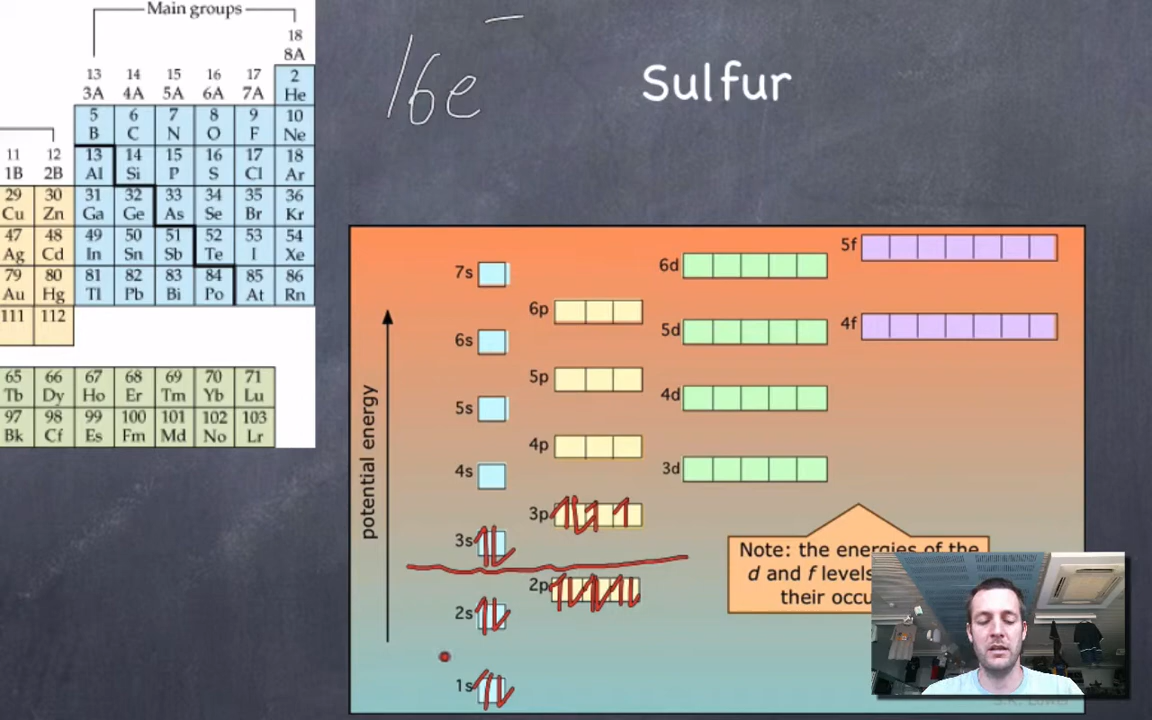 Main groups
18
8A
13 14 15 16 17
3A 4A 5A 6A 7A
2
He
5 6 7 8 9 10
B C N O F Ne
11 12 13 14 15 16 17 18
1B 2B Al Si P S Cl Ar
29 30 31 32 33 34 35 36
Cu Zn Ga Ge As Se Br Kr
47 48 49 50 51 52 53 54
Ag Cd In Sn Sb Te I Xe
79 80 81 82 83 84 85 86
Au Hg Tl Pb Bi Po At Rn
111 112
65 66 67 68 69 70 71
Tb Dy Ho Er Tm Yb Lu
97 98 99 100 101 102 103
Bk Cf Es Fm Md No Lr
16e⁻
Sulfur
5f
6d
7s
6p
4f
5d
6s
5p
4d
5s
4p
3d
4s
3p
3s
2p
2s
1s
potential energy
Note: the energies of the
d and f levels
their occu